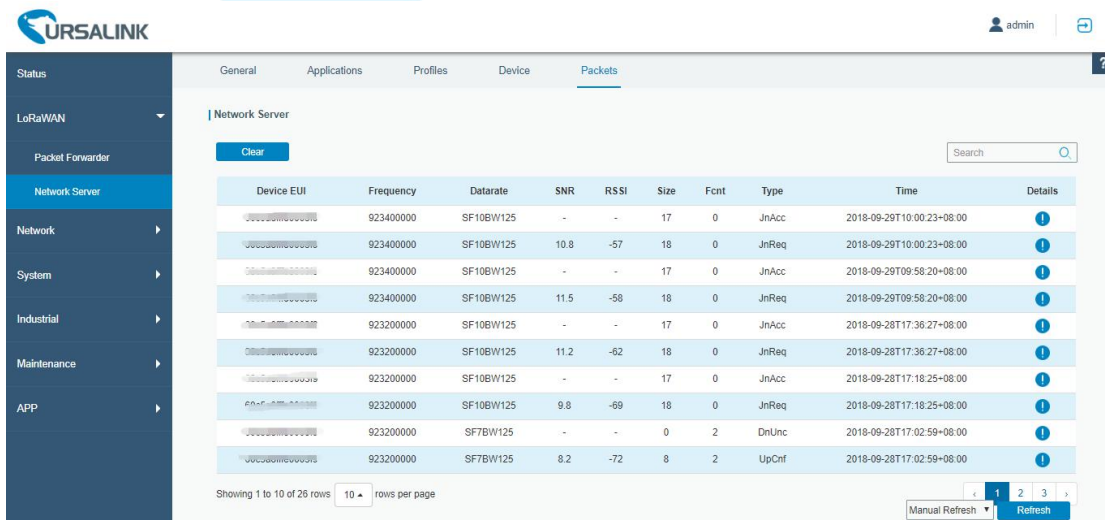 URSALINK
admin
Status
General Applications Profiles Device Packets
?
LoRaWAN
Network Server
Packet Forwarder
Clear
Search
Network Server
Device EUI Frequency Datarate SNR RSSI Size Fcnt Type Time Details
923400000 SF10BW125 - - 17 0 JnAcc 2018-09-29T10:00:23+08:00
Network
923400000 SF10BW125 10.8 -57 18 0 JnReq 2018-09-29T10:00:23+08:00
System
923400000 SF10BW125 - - 17 0 JnAcc 2018-09-29T09:58:20+08:00
923400000 SF10BW125 11.5 -58 18 0 JnReq 2018-09-29T09:58:20+08:00
Industrial
923200000 SF10BW125 - - 17 0 JnAcc 2018-09-28T17:36:27+08:00
Maintenance
923200000 SF10BW125 11.2 -62 18 0 JnReq 2018-09-28T17:36:27+08:00
923200000 SF10BW125 - - 17 0 JnAcc 2018-09-28T17:18:25+08:00
APP
923200000 SF10BW125 9.8 -69 18 0 JnReq 2018-09-28T17:18:25+08:00
923200000 SF7BW125 - - 0 2 DnUnc 2018-09-28T17:02:59+08:00
923200000 SF7BW125 8.2 -72 8 2 UpCnf 2018-09-28T17:02:59+08:00
Showing 1 to 10 of 26 rows 10 rows per page
‹ 1 2 3 ›
Manual Refresh Refresh